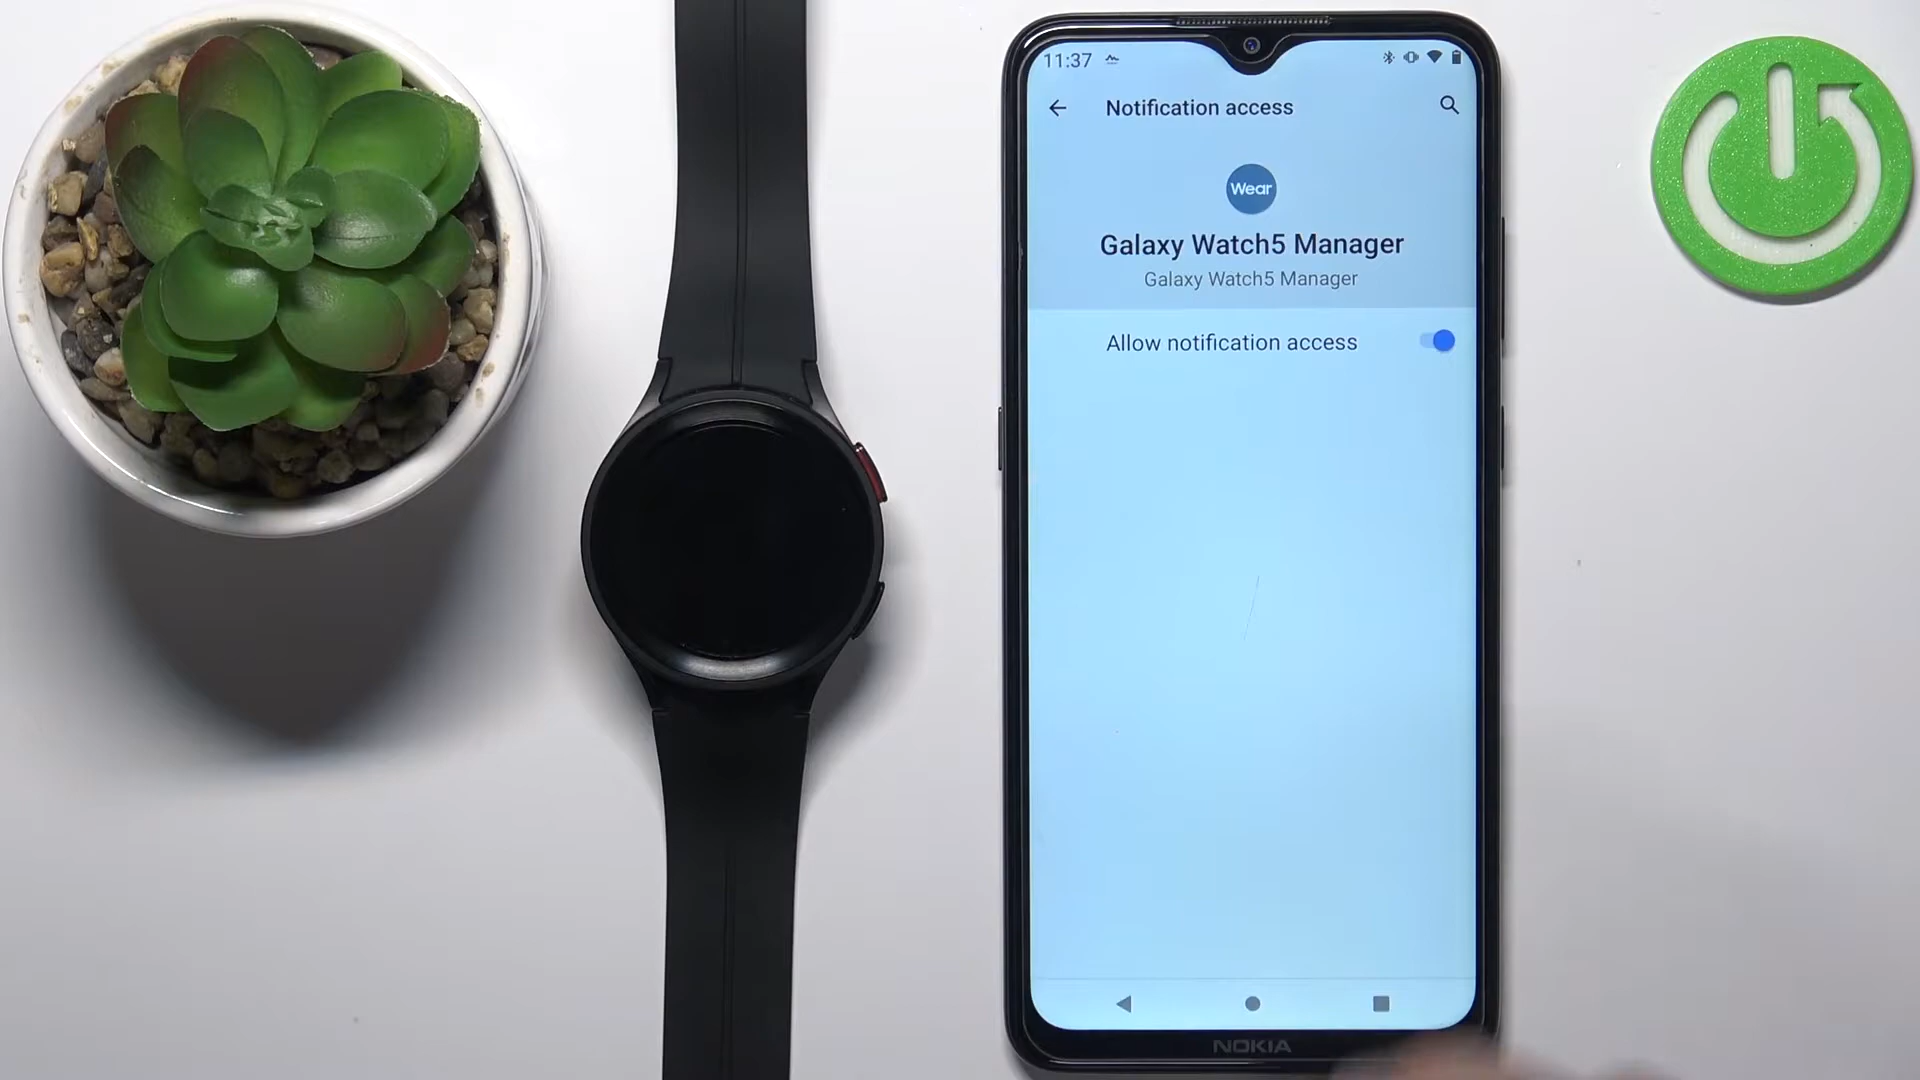 11:37
Notification access
Wear
Galaxy Watch5 Manager
Galaxy Watch5 Manager
Allow notification access
NOKIA